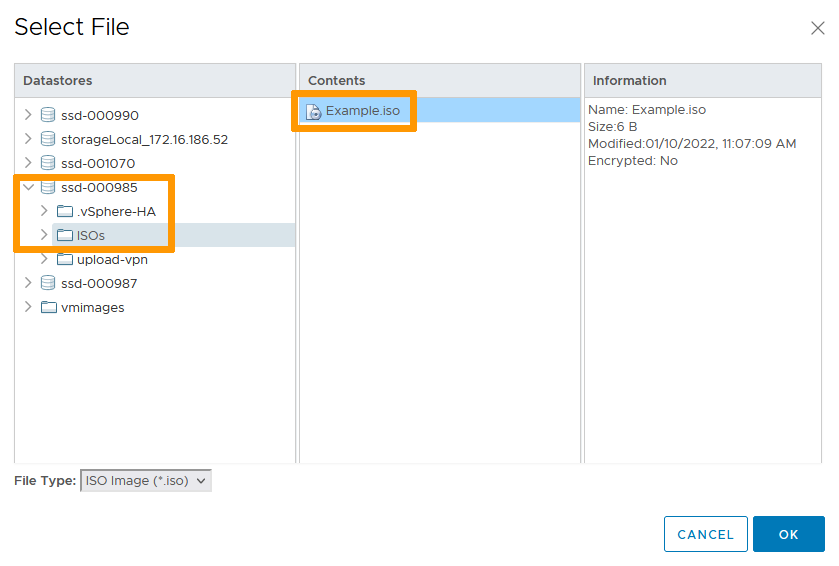 Select File
Datastores
ssd-000990
storageLocal_172.16.186.52
ssd-001070
ssd-000985
.vSphere-HA
ISOs
upload-vpn
ssd-000987
vmimages
Contents
Example.iso
Information
Name: Example.iso
Size:6 B
Modified:01/10/2022, 11:07:09 AM
Encrypted: No
File Type: ISO Image (*.iso)
CANCEL
OK